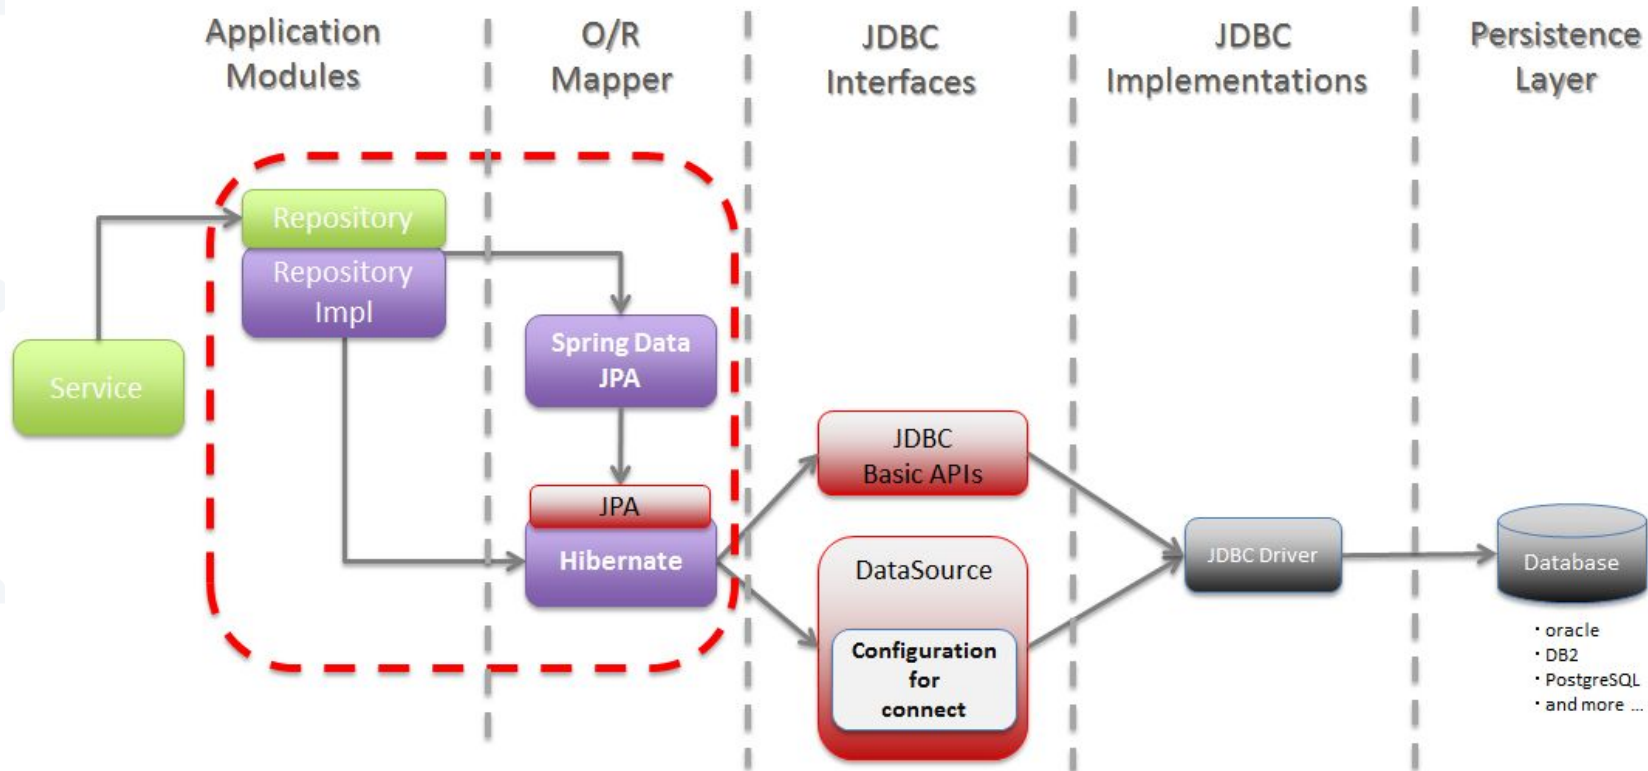 Application
Modules
O/R
Mapper
JDBC
Interfaces
JDBC
Implementations
Persistence
Layer
Repository
Repository
Impl
Service
Spring Data
JPA
JPA
Hibernate
JDBC
Basic APIs
DataSource
Configuration
for
connect
JDBC Driver
Database
・oracle
・DB2
・PostgreSQL
・and more ...